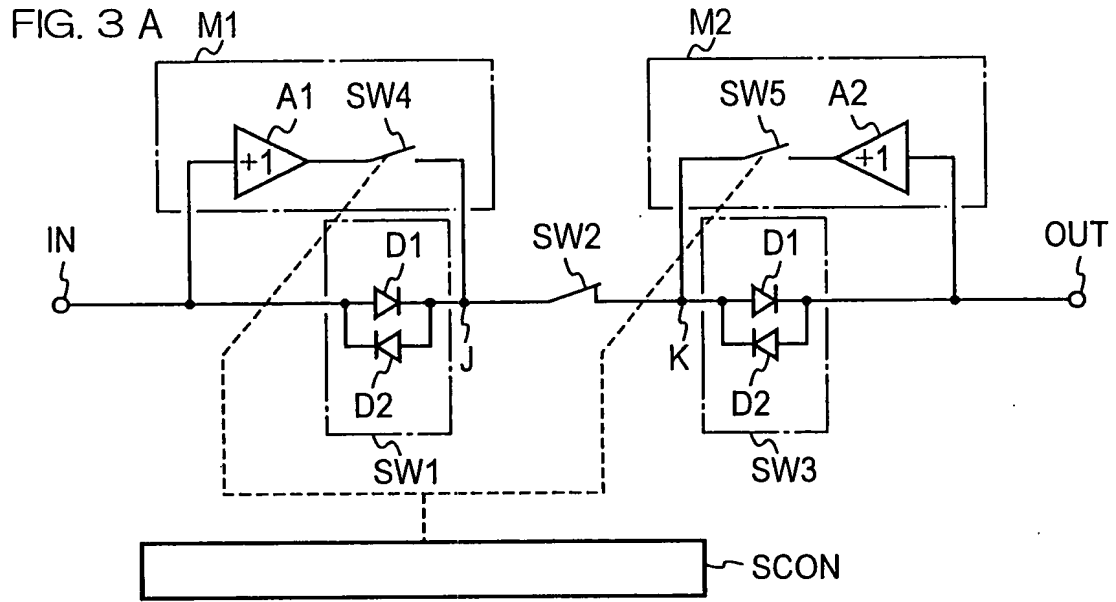 FIG. 3 A
M1
M2
A1
SW4
SW5
A2
+1
+1
IN
D1
SW2
D1
OUT
J
K
D2
D2
SW1
SW3
SCON